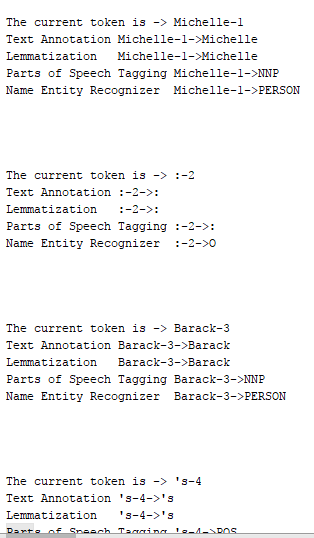 The current token is -> Michelle-1
Text Annotation Michelle-1->Michelle
Lemmatization   Michelle-1->Michelle
Parts of Speech Tagging Michelle-1->NNP
Name Entity Recognizer  Michelle-1->PERSON
The current token is -> :-2
Text Annotation :-2->:
Lemmatization   :-2->:
Parts of Speech Tagging :-2->:
Name Entity Recognizer  :-2->O
The current token is -> Barack-3
Text Annotation Barack-3->Barack
Lemmatization   Barack-3->Barack
Parts of Speech Tagging Barack-3->NNP
Name Entity Recognizer  Barack-3->PERSON
The current token is -> 's-4
Text Annotation 's-4->'s
Lemmatization   's-4->'s
Parts of Speech Tagging 's-4->POS